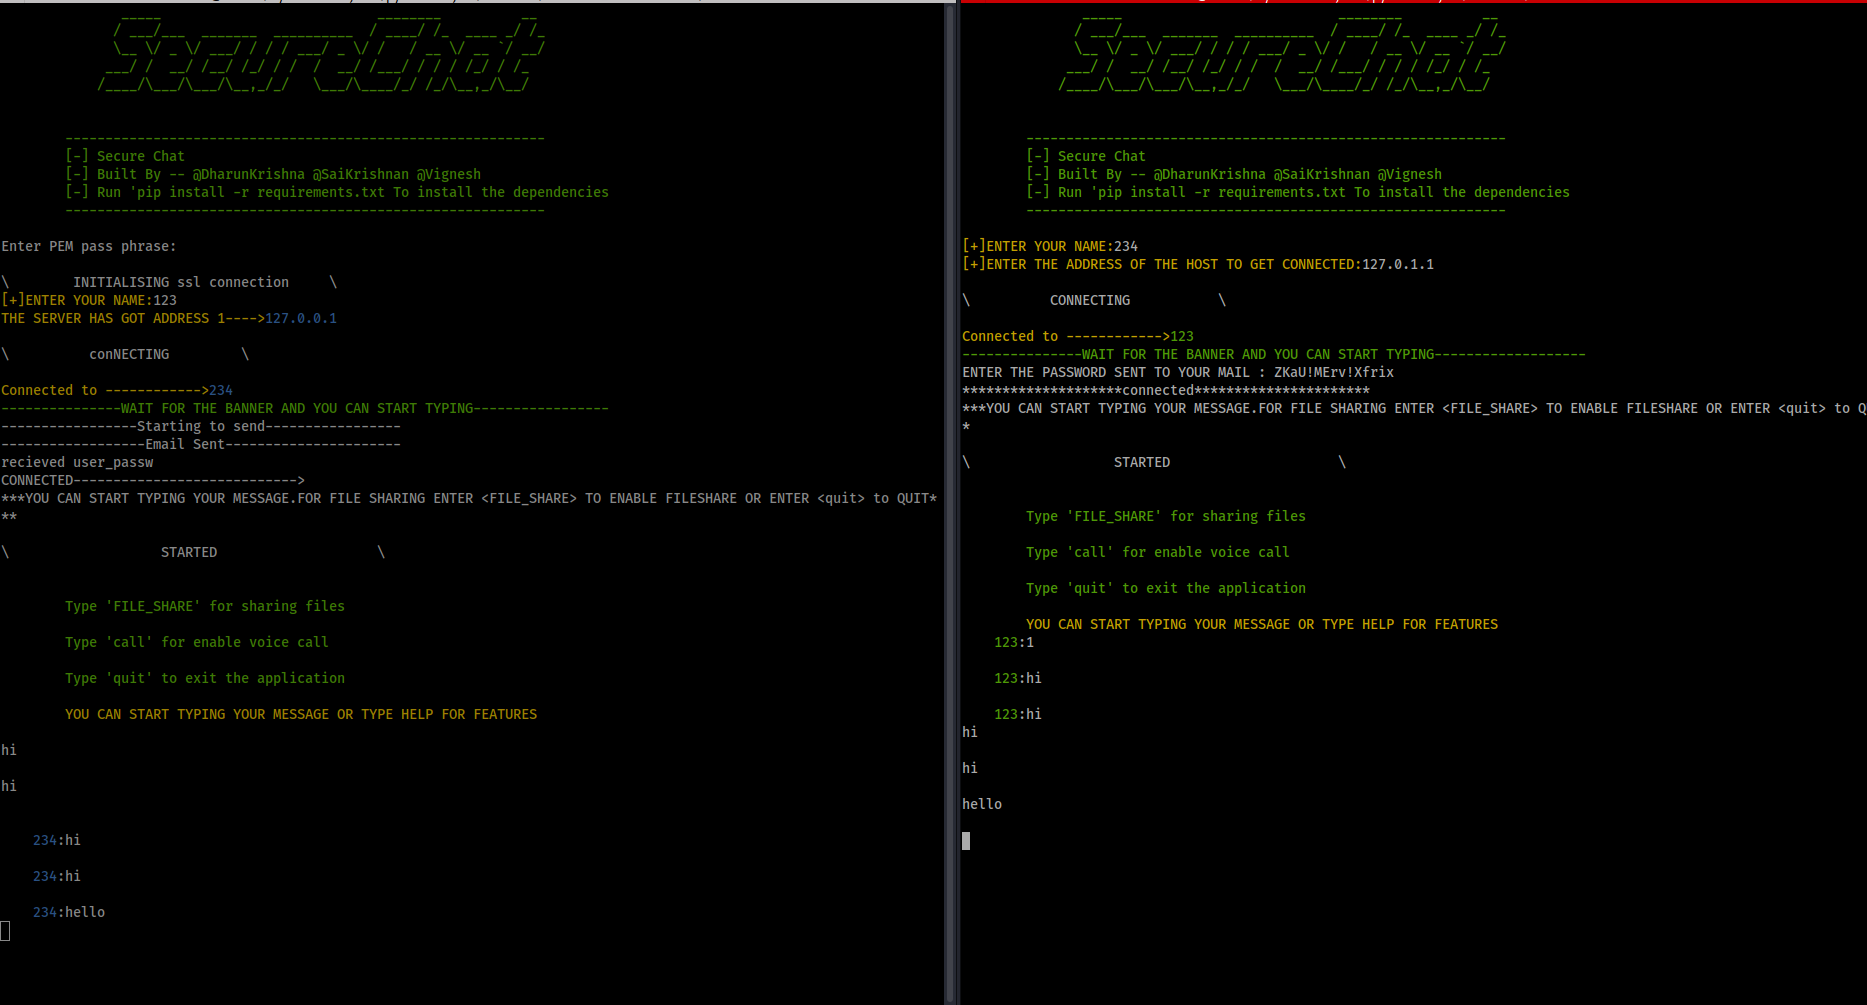 SecureChat
------------------------------------------------------------
[-] Secure Chat
[-] Built By -- @DharunKrishna @SaiKrishnan @Vignesh
[-] Run 'pip install -r requirements.txt To install the dependencies
------------------------------------------------------------
Enter PEM pass phrase:
\        INITIALISING ssl connection     \
[+]ENTER YOUR NAME:123
THE SERVER HAS GOT ADDRESS 1---->127.0.0.1
\          conNECTING         \
Connected to ------------>234
---------------WAIT FOR THE BANNER AND YOU CAN START TYPING-----------------
-----------------Starting to send-----------------
------------------Email Sent----------------------
recieved user_passw
CONNECTED---------------------------->
***YOU CAN START TYPING YOUR MESSAGE.FOR FILE SHARING ENTER <FILE_SHARE> TO ENABLE FILESHARE OR ENTER <quit> to QUIT*
**
\                   STARTED                    \
Type 'FILE_SHARE' for sharing files
Type 'call' for enable voice call
Type 'quit' to exit the application
YOU CAN START TYPING YOUR MESSAGE OR TYPE HELP FOR FEATURES
hi
hi
234:hi
234:hi
234:hello
SecureChat
------------------------------------------------------------
[-] Secure Chat
[-] Built By -- @DharunKrishna @SaiKrishnan @Vignesh
[-] Run 'pip install -r requirements.txt To install the dependencies
------------------------------------------------------------
[+]ENTER YOUR NAME:234
[+]ENTER THE ADDRESS OF THE HOST TO GET CONNECTED:127.0.1.1
\          CONNECTING           \
Connected to ------------>123
---------------WAIT FOR THE BANNER AND YOU CAN START TYPING-------------------
ENTER THE PASSWORD SENT TO YOUR MAIL : ZKaU!MErv!Xfrix
********************connected**********************
***YOU CAN START TYPING YOUR MESSAGE.FOR FILE SHARING ENTER <FILE_SHARE> TO ENABLE FILESHARE OR ENTER <quit> to Q
*
\                  STARTED                    \
Type 'FILE_SHARE' for sharing files
Type 'call' for enable voice call
Type 'quit' to exit the application
YOU CAN START TYPING YOUR MESSAGE OR TYPE HELP FOR FEATURES
123:1
123:hi
123:hi
hi
hi
hello